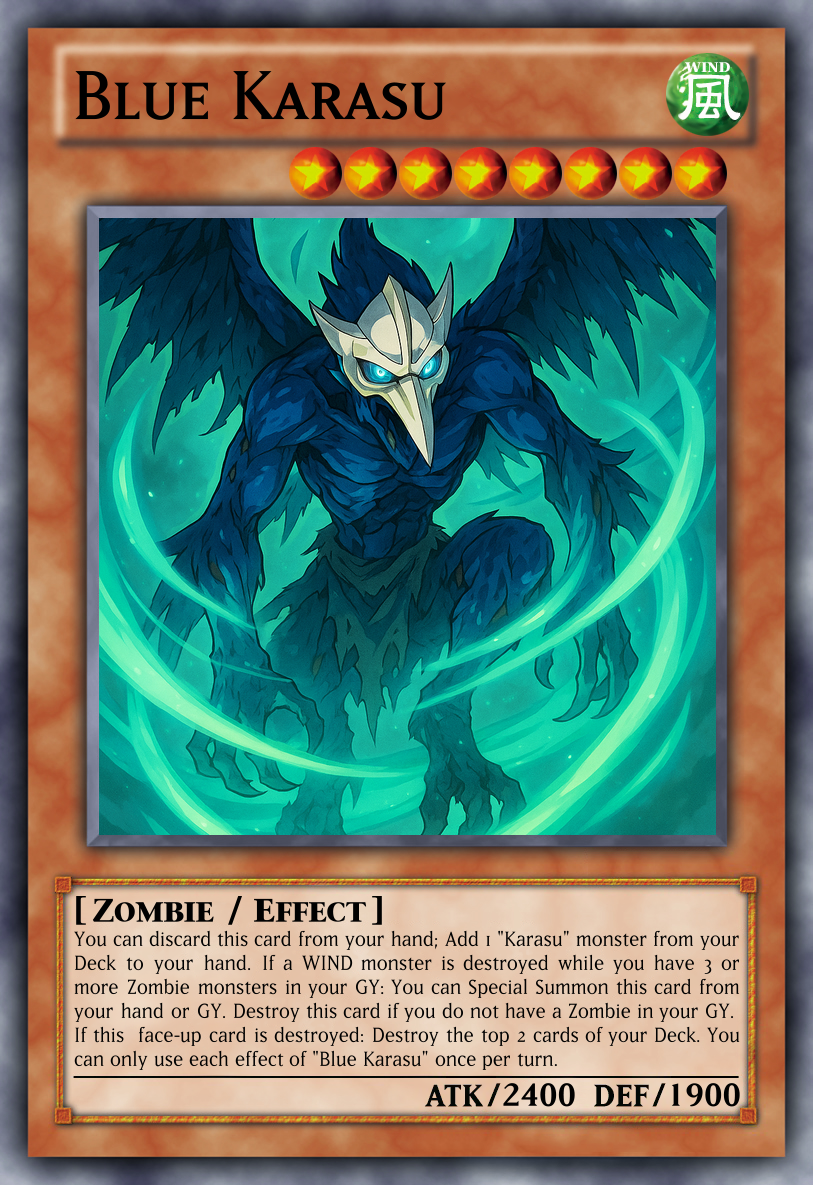 Blue Karasu
WIND
風
[ Zombie / Effect ]
You can discard this card from your hand; Add 1 "Karasu" monster from your
Deck to your hand. If a WIND monster is destroyed while you have 3 or
more Zombie monsters in your GY: You can Special Summon this card from
your hand or GY. Destroy this card if you do not have a Zombie in your GY.
If this face-up card is destroyed: Destroy the top 2 cards of your Deck. You
can only use each effect of "Blue Karasu" once per turn.
ATK/2400 DEF/1900